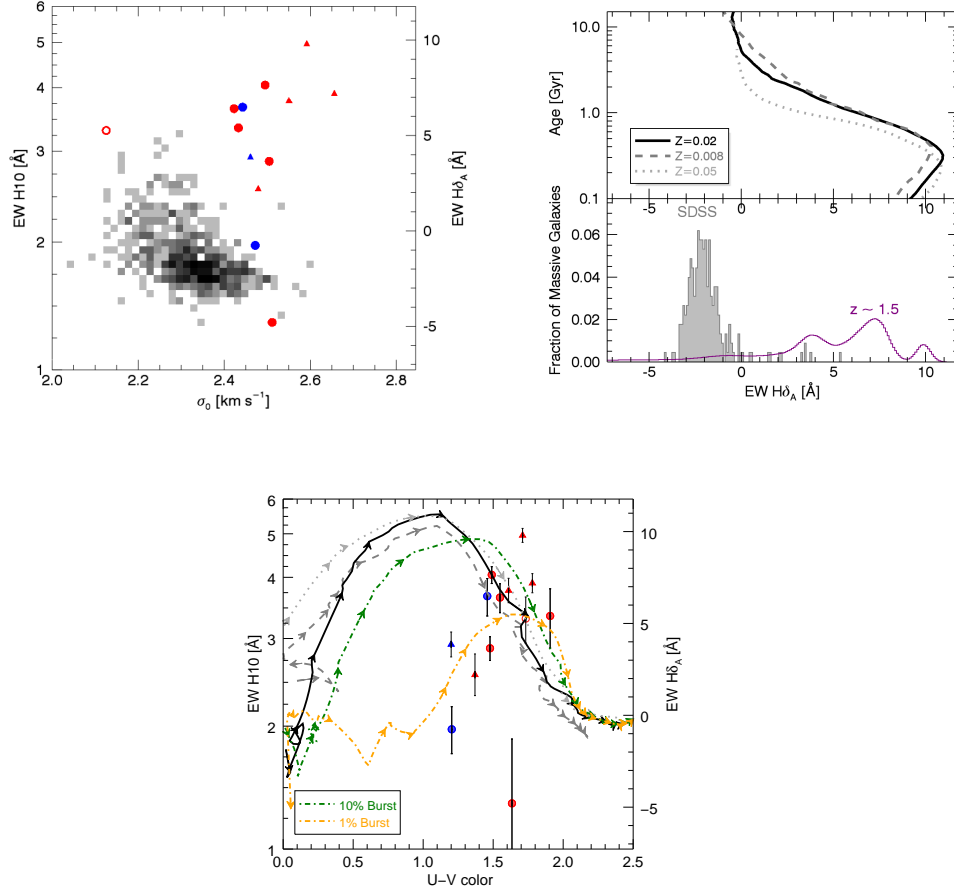 6
5
4
3
2
1
EW H10 [Å]
10
5
0
-5
EW Hδ_A [Å]
2.0 2.2 2.4 2.6 2.8
σ₀ [km s⁻¹]
Age [Gyr]
10.0
1.0
0.1
Z=0.02
Z=0.008
Z=0.05
-5 0 5 10
SDSS
Fraction of Massive Galaxies
0.06
0.04
0.02
0.00
z ~ 1.5
-5 0 5 10
EW Hδ_A [Å]
6
5
4
3
2
1
EW H10 [Å]
10
5
0
-5
EW Hδ_A [Å]
10% Burst
1% Burst
0.0 0.5 1.0 1.5 2.0 2.5
U−V color